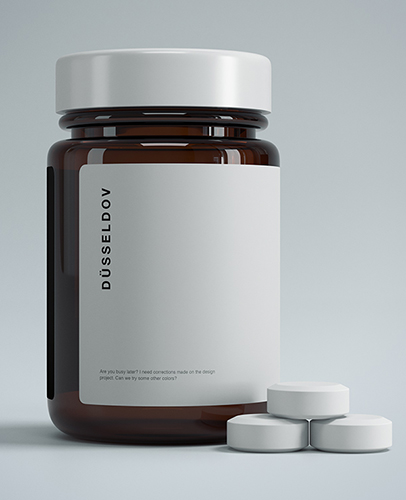 DÜSSELDOV
Are you busy later? I need corrections made on the design
project. Can we try some other colors?